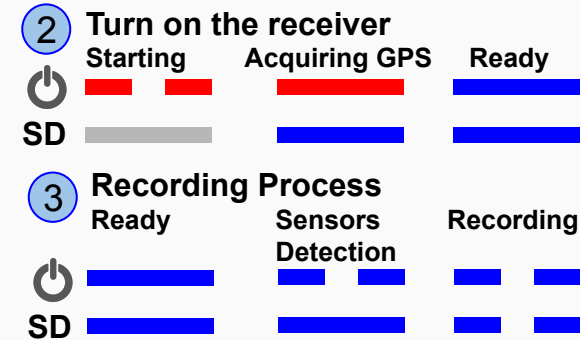 2 Turn on the receiver
Starting Acquiring GPS Ready
SD
3 Recording Process
Ready Sensors Detection Recording
SD